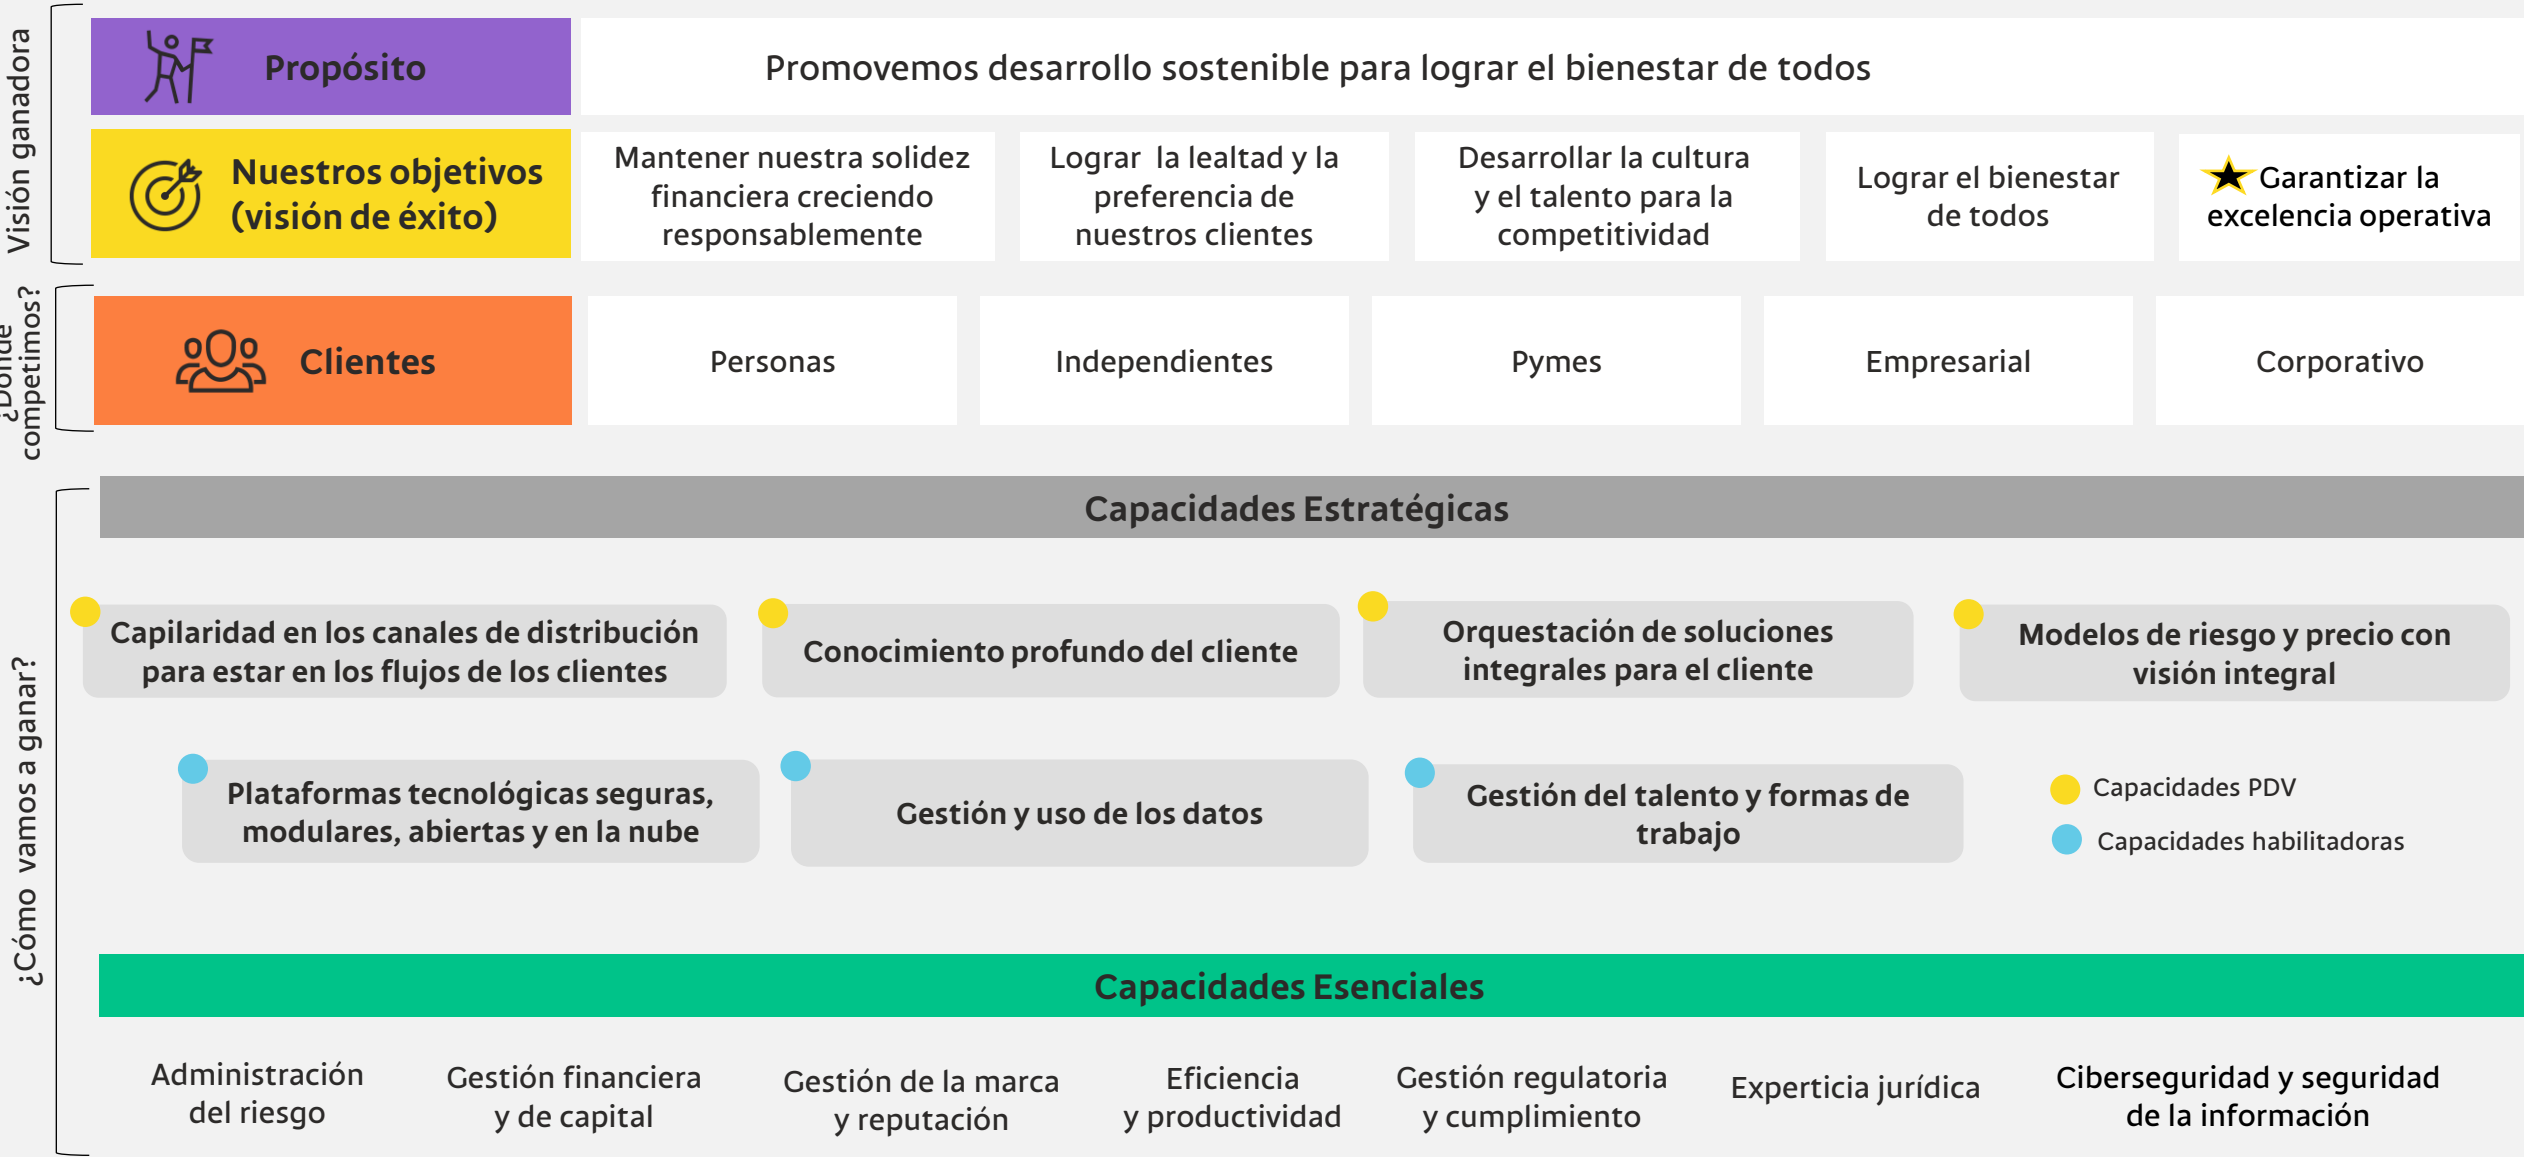 Visión ganadora
Propósito
Promovemos desarrollo sostenible para lograr el bienestar de todos
Nuestros objetivos
(visión de éxito)
Mantener nuestra solidez
financiera creciendo
responsablemente
Lograr la lealtad y la
preferencia de
nuestros clientes
Desarrollar la cultura
y el talento para la
competitividad
Lograr el bienestar
de todos
Garantizar la
excelencia operativa
¿Dónde
competimos?
Clientes
Personas
Independientes
Pymes
Empresarial
Corporativo
¿Cómo vamos a ganar?
Capacidades Estratégicas
Capilaridad en los canales de distribución
para estar en los flujos de los clientes
Conocimiento profundo del cliente
Orquestación de soluciones
integrales para el cliente
Modelos de riesgo y precio con
visión integral
Plataformas tecnológicas seguras,
modulares, abiertas y en la nube
Gestión y uso de los datos
Gestión del talento y formas de
trabajo
Capacidades PDV
Capacidades habilitadoras
Capacidades Esenciales
Administración
del riesgo
Gestión financiera
y de capital
Gestión de la marca
y reputación
Eficiencia
y productividad
Gestión regulatoria
y cumplimiento
Experticia jurídica
Ciberseguridad y seguridad
de la información